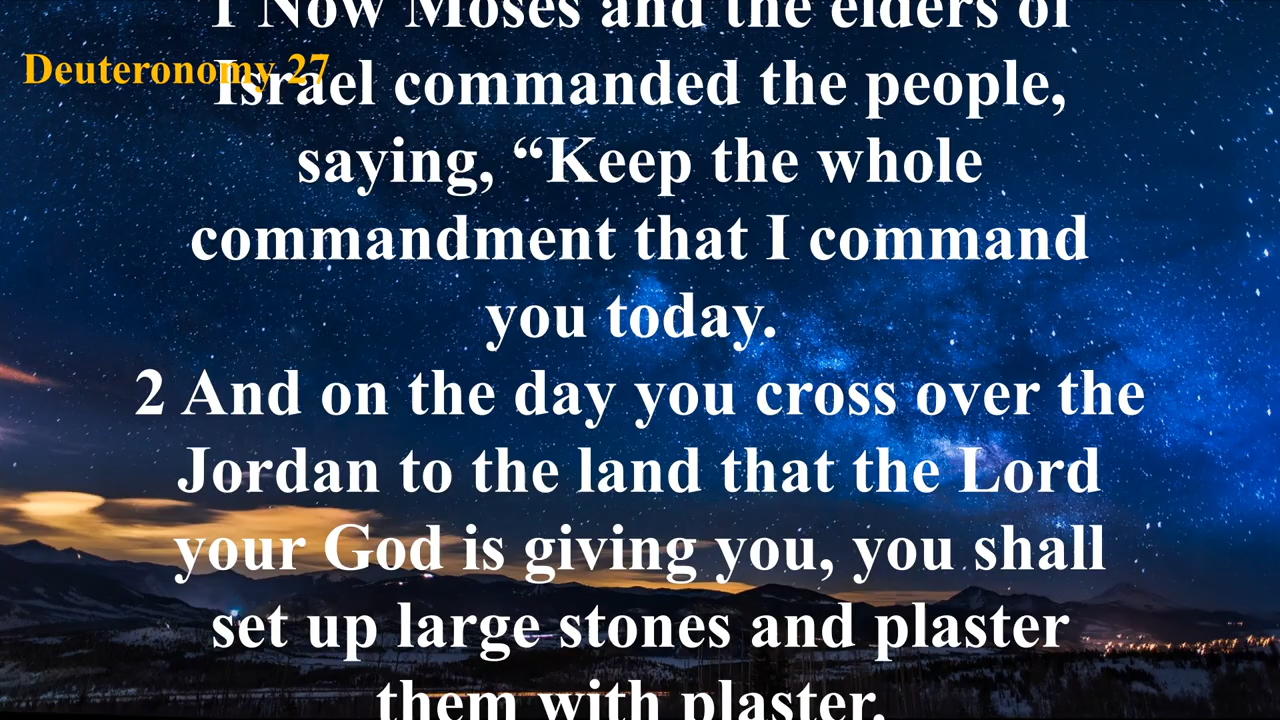 1 Now Moses and the elders of
Deuteronomy 27
Israel commanded the people,
saying, “Keep the whole
commandment that I command
you today.
2 And on the day you cross over the
Jordan to the land that the Lord
your God is giving you, you shall
set up large stones and plaster
them with plaster.